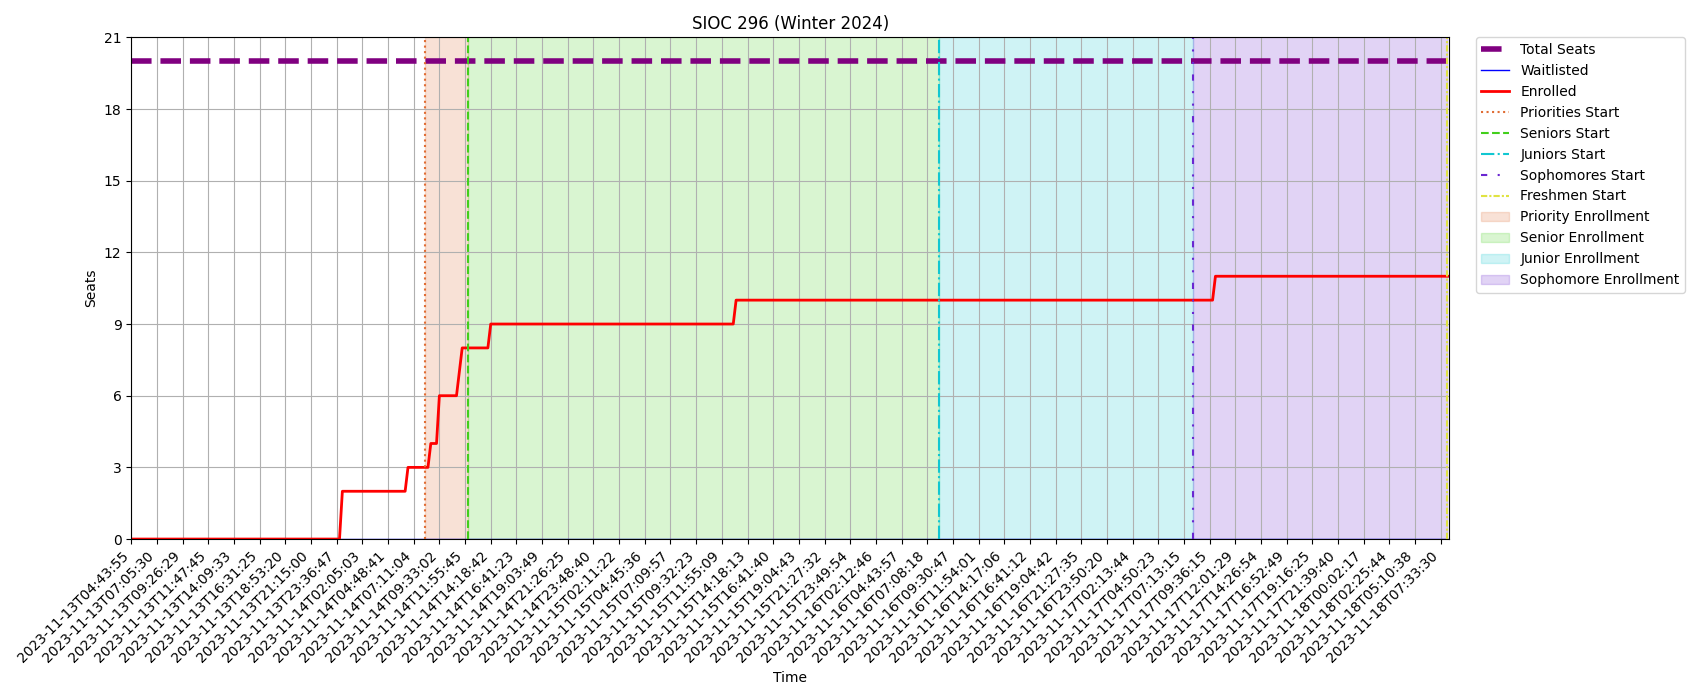 SIOC 296 (Winter 2024)
21
18
15
12
9
6
3
0
Seats
2023-11-13T04:43:55
2023-11-13T07:05:30
2023-11-13T09:26:29
2023-11-13T11:47:45
2023-11-13T14:09:33
2023-11-13T16:31:25
2023-11-13T18:53:20
2023-11-13T21:15:00
2023-11-13T23:36:47
2023-11-14T02:05:03
2023-11-14T04:48:41
2023-11-14T07:11:04
2023-11-14T09:33:02
2023-11-14T11:55:45
2023-11-14T14:18:42
2023-11-14T16:41:23
2023-11-14T19:03:49
2023-11-14T21:26:25
2023-11-14T23:48:40
2023-11-15T02:11:22
2023-11-15T04:45:36
2023-11-15T07:09:57
2023-11-15T09:32:23
2023-11-15T11:55:09
2023-11-15T14:18:13
2023-11-15T16:41:40
2023-11-15T19:04:43
2023-11-15T21:27:32
2023-11-15T23:49:54
2023-11-16T02:12:46
2023-11-16T04:43:57
2023-11-16T07:08:18
2023-11-16T09:30:47
2023-11-16T11:54:01
2023-11-16T14:17:06
2023-11-16T16:41:12
2023-11-16T19:04:42
2023-11-16T21:27:35
2023-11-16T23:50:20
2023-11-17T02:13:44
2023-11-17T04:50:23
2023-11-17T07:13:15
2023-11-17T09:36:15
2023-11-17T12:01:29
2023-11-17T14:26:54
2023-11-17T16:52:49
2023-11-17T19:16:25
2023-11-17T21:39:40
2023-11-18T00:02:17
2023-11-18T02:25:44
2023-11-18T05:10:38
2023-11-18T07:33:30
Time
Total Seats
Waitlisted
Enrolled
Priorities Start
Seniors Start
Juniors Start
Sophomores Start
Freshmen Start
Priority Enrollment
Senior Enrollment
Junior Enrollment
Sophomore Enrollment